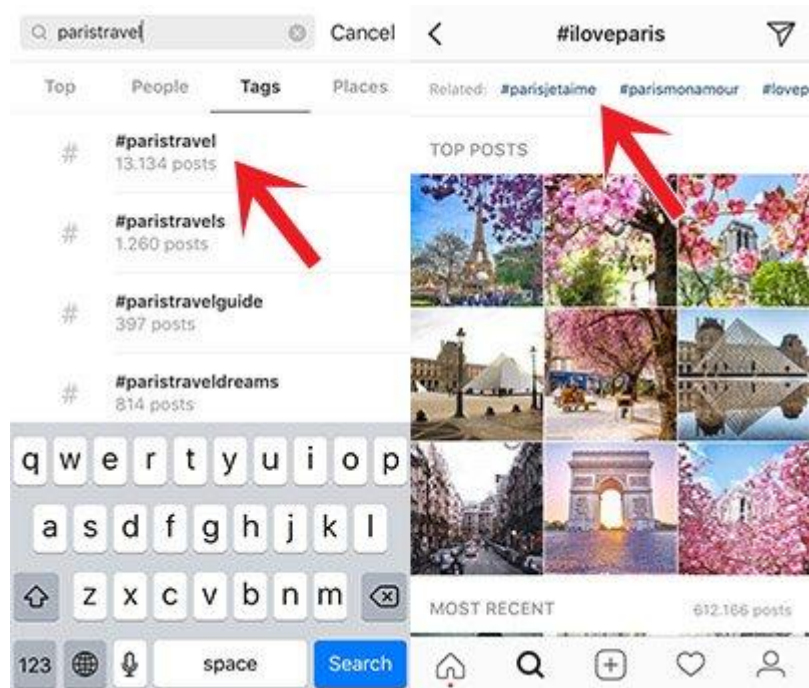 paristravel
Cancel
Top People Tags Places
#
#paristravel
13.134 posts
#
#paristravels
1.260 posts
#
#paristravelguide
397 posts
#
#paristraveldreams
814 posts
q w e r t y u i o p
a s d f g h j k l
z x c v b n m
123 space Search
#iloveparis
Related: #parisjetaime #parismonamour #lovep
TOP POSTS
MOST RECENT 612.166 posts